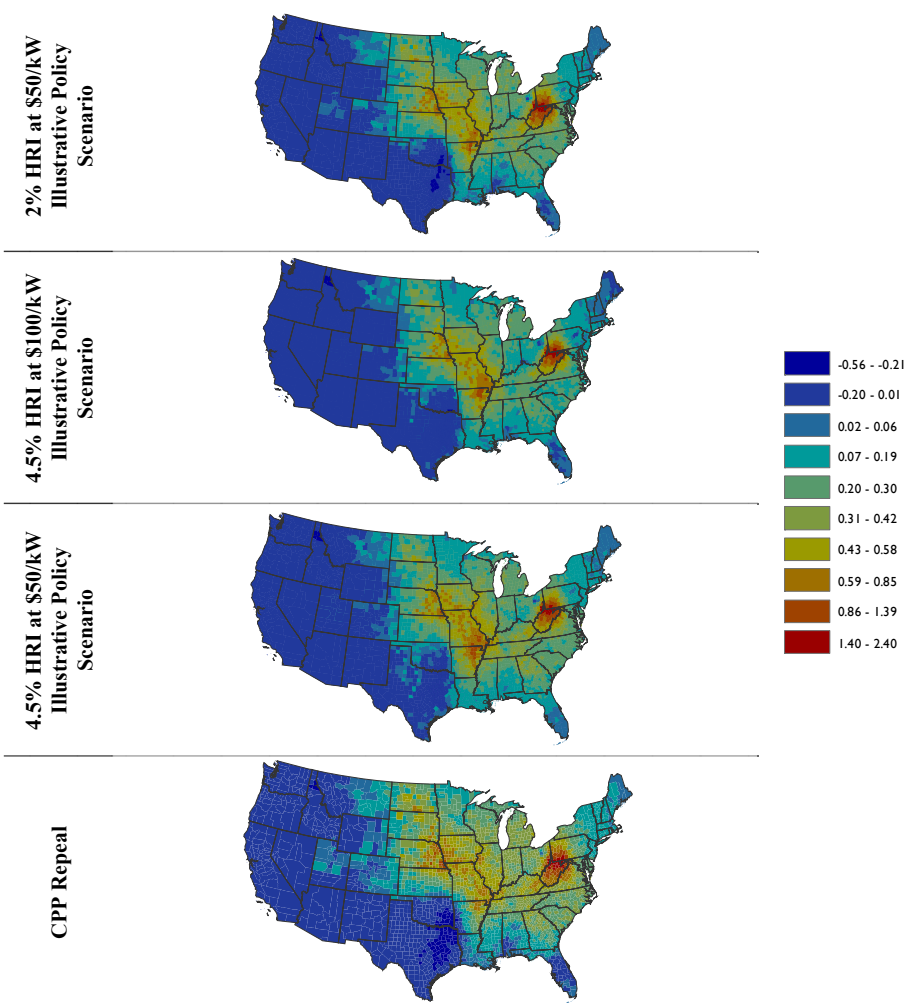 2% HRI at $50/kW
Illustrative Policy
Scenario
4.5% HRI at $100/kW
Illustrative Policy
Scenario
4.5% HRI at $50/kW
Illustrative Policy
Scenario
CPP Repeal
-0.56 - -0.21
-0.20 - 0.01
0.02 - 0.06
0.07 - 0.19
0.20 - 0.30
0.31 - 0.42
0.43 - 0.58
0.59 - 0.85
0.86 - 1.39
1.40 - 2.40